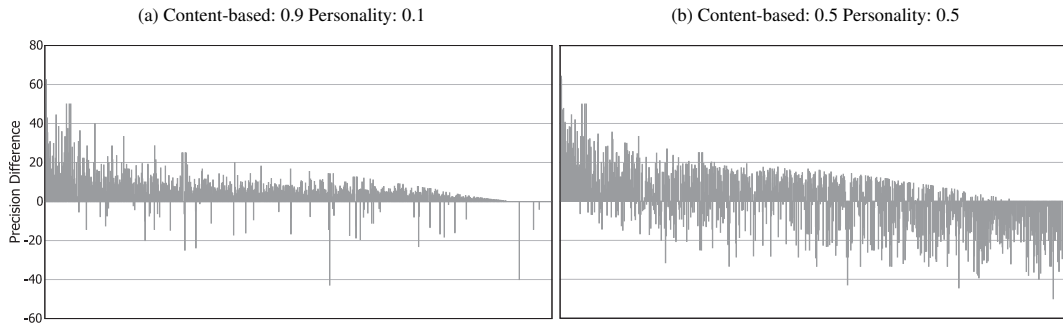 (a) Content-based: 0.9 Personality: 0.1
(b) Content-based: 0.5 Personality: 0.5
Precision Difference
80
60
40
20
0
-20
-40
-60